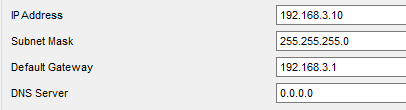 IP Address 192.168.3.10
Subnet Mask 255.255.255.0
Default Gateway 192.168.3.1
DNS Server 0.0.0.0